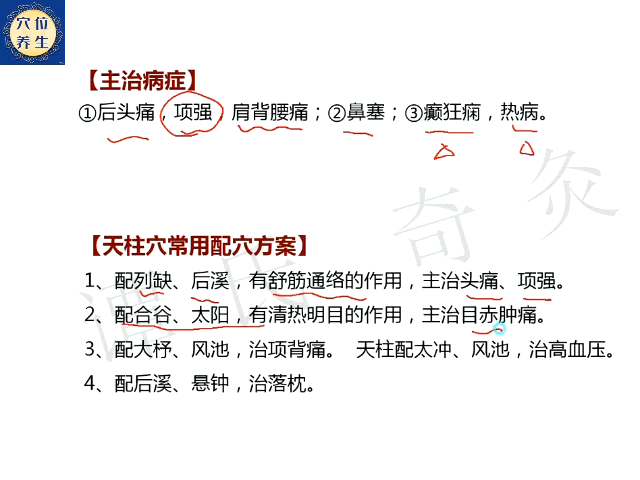 穴位
养生
【主治病症】
①后头痛，项强，肩背腰痛；②鼻塞；③癫狂痫，热病。
【天柱穴常用配穴方案】
1、配列缺、后溪，有舒筋通络的作用，主治头痛、项强。
2、配合谷、太阳，有清热明目的作用，主治目赤肿痛。
3、配大杼、风池，治项背痛。 天柱配太冲、风池，治高血压。
4、配后溪、悬钟，治落枕。
谭氏奇灸